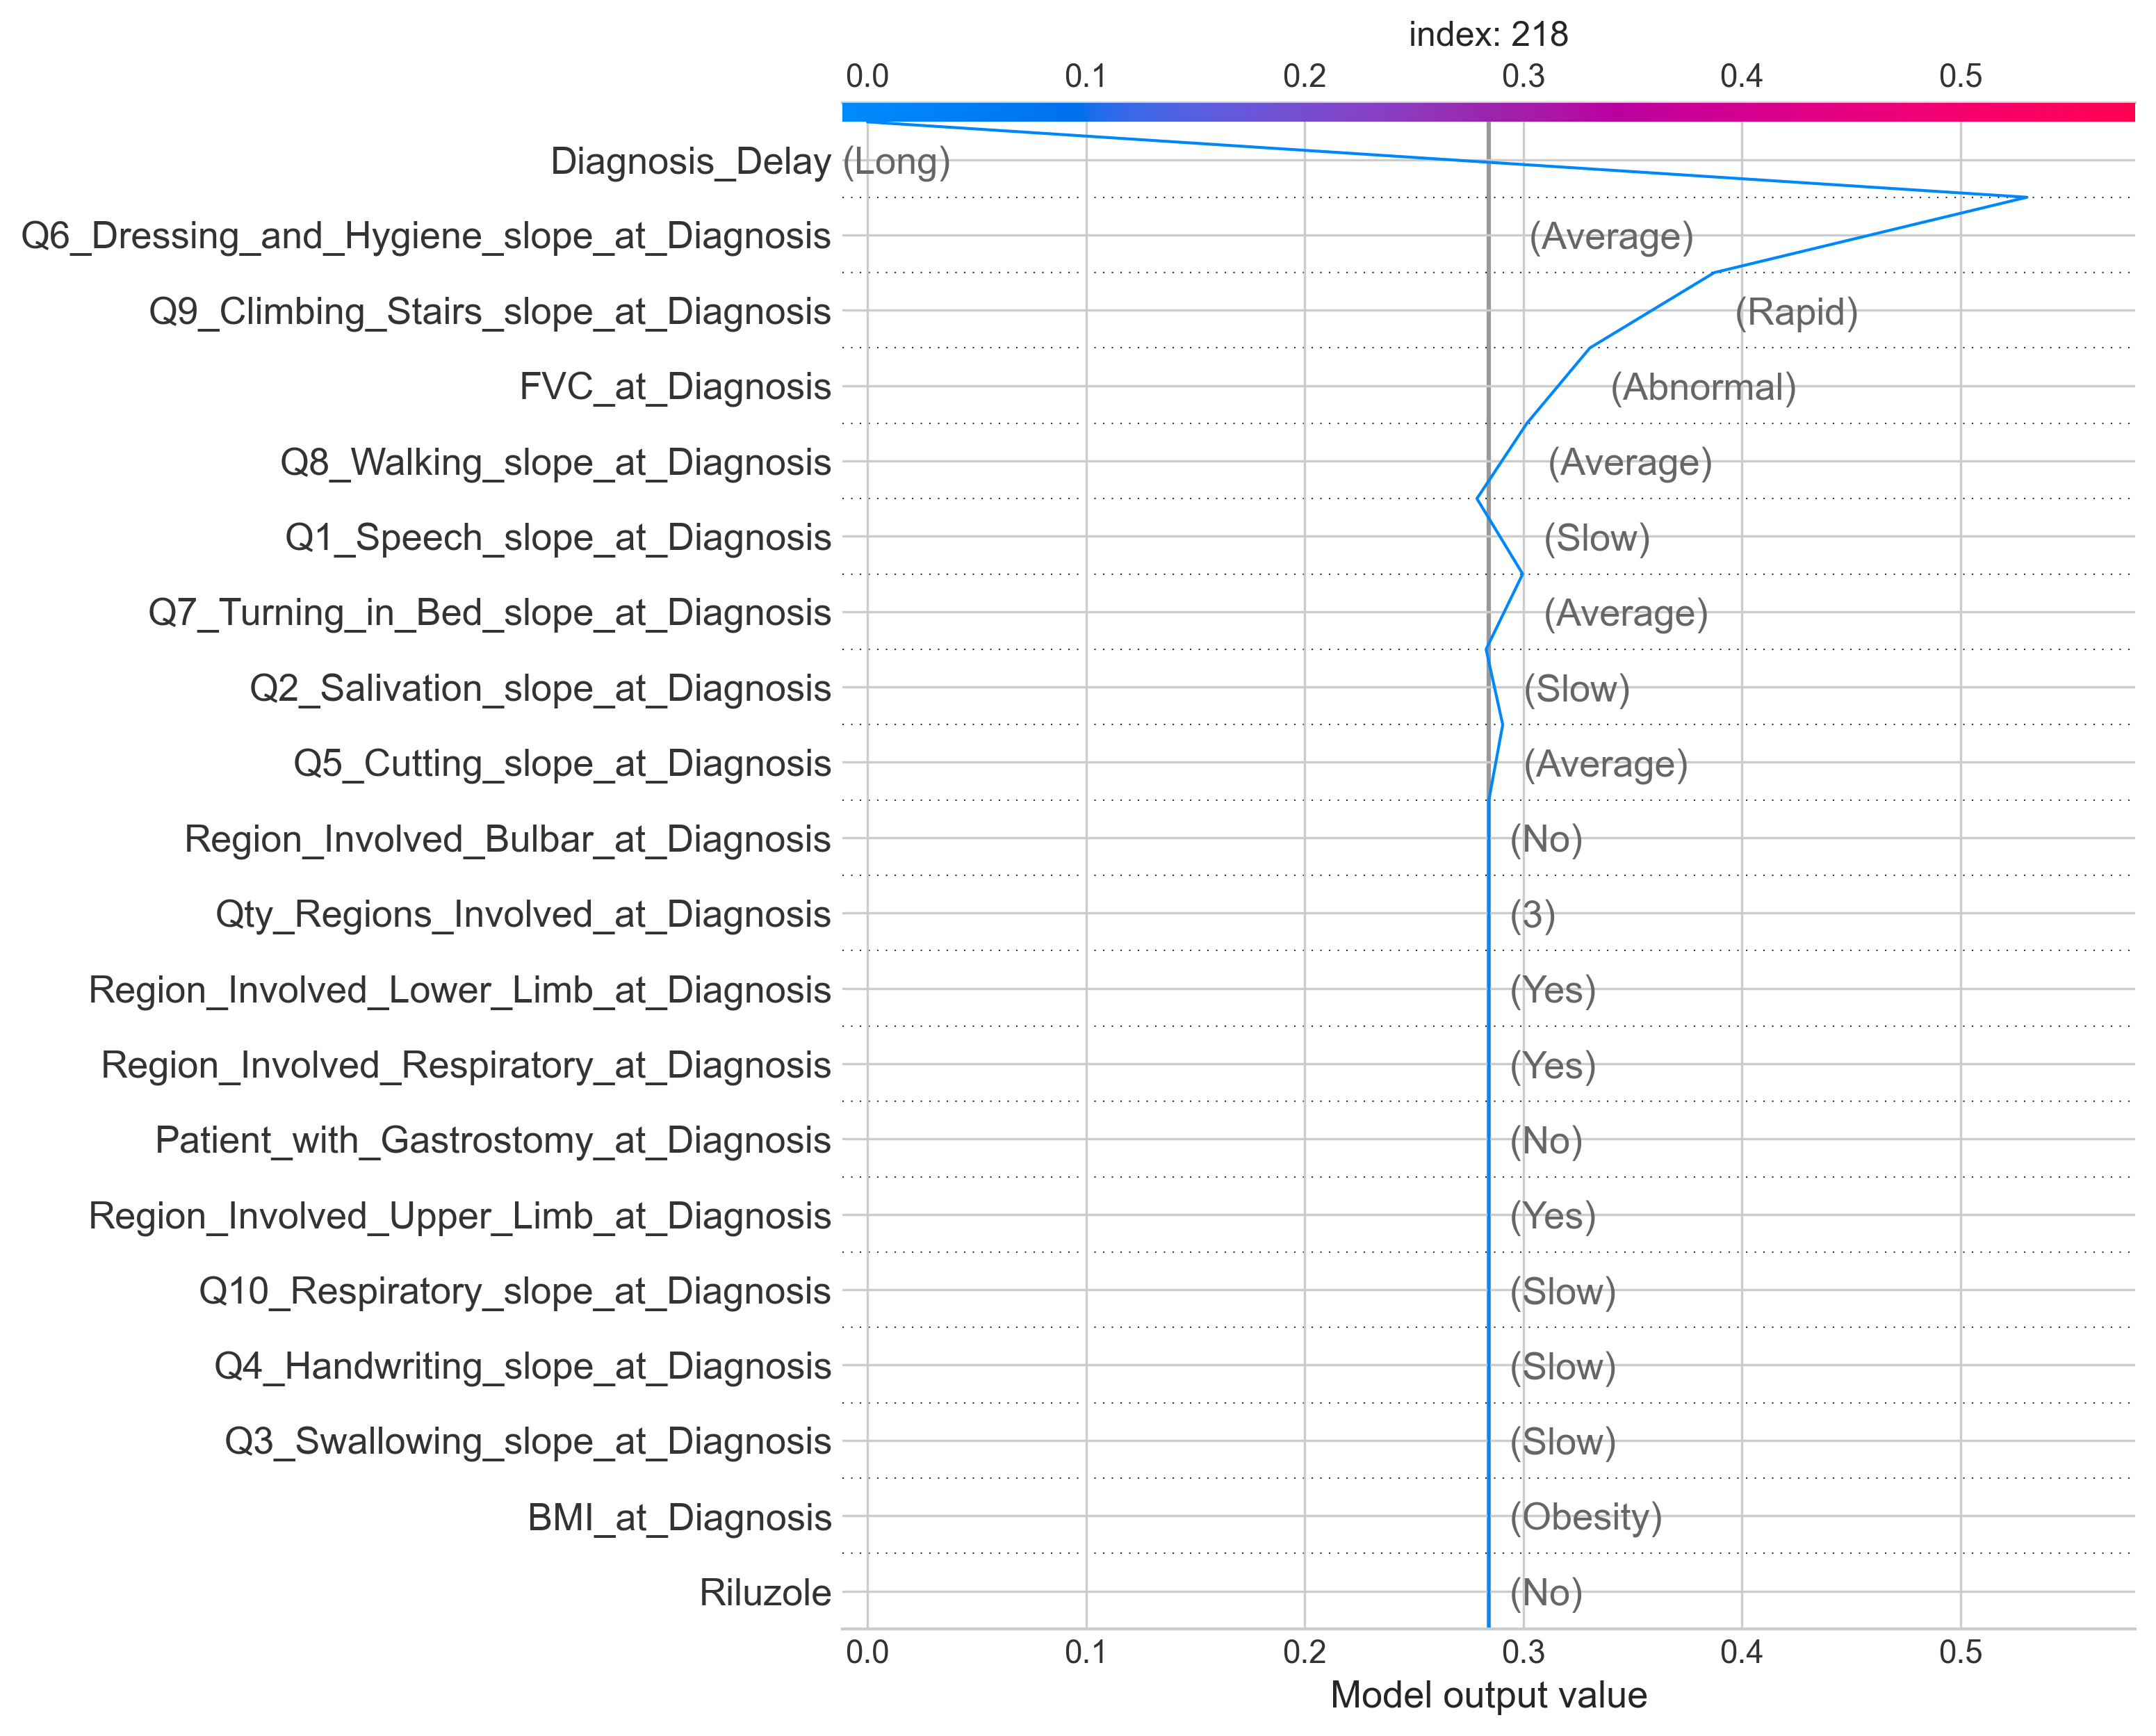 index: 218
0.0 0.1 0.2 0.3 0.4 0.5
Diagnosis_Delay (Long)
Q6_Dressing_and_Hygiene_slope_at_Diagnosis (Average)
Q9_Climbing_Stairs_slope_at_Diagnosis (Rapid)
FVC_at_Diagnosis (Abnormal)
Q8_Walking_slope_at_Diagnosis (Average)
Q1_Speech_slope_at_Diagnosis (Slow)
Q7_Turning_in_Bed_slope_at_Diagnosis (Average)
Q2_Salivation_slope_at_Diagnosis (Slow)
Q5_Cutting_slope_at_Diagnosis (Average)
Region_Involved_Bulbar_at_Diagnosis (No)
Qty_Regions_Involved_at_Diagnosis (3)
Region_Involved_Lower_Limb_at_Diagnosis (Yes)
Region_Involved_Respiratory_at_Diagnosis (Yes)
Patient_with_Gastrostomy_at_Diagnosis (No)
Region_Involved_Upper_Limb_at_Diagnosis (Yes)
Q10_Respiratory_slope_at_Diagnosis (Slow)
Q4_Handwriting_slope_at_Diagnosis (Slow)
Q3_Swallowing_slope_at_Diagnosis (Slow)
BMI_at_Diagnosis (Obesity)
Riluzole (No)
0.0 0.1 0.2 0.3 0.4 0.5
Model output value